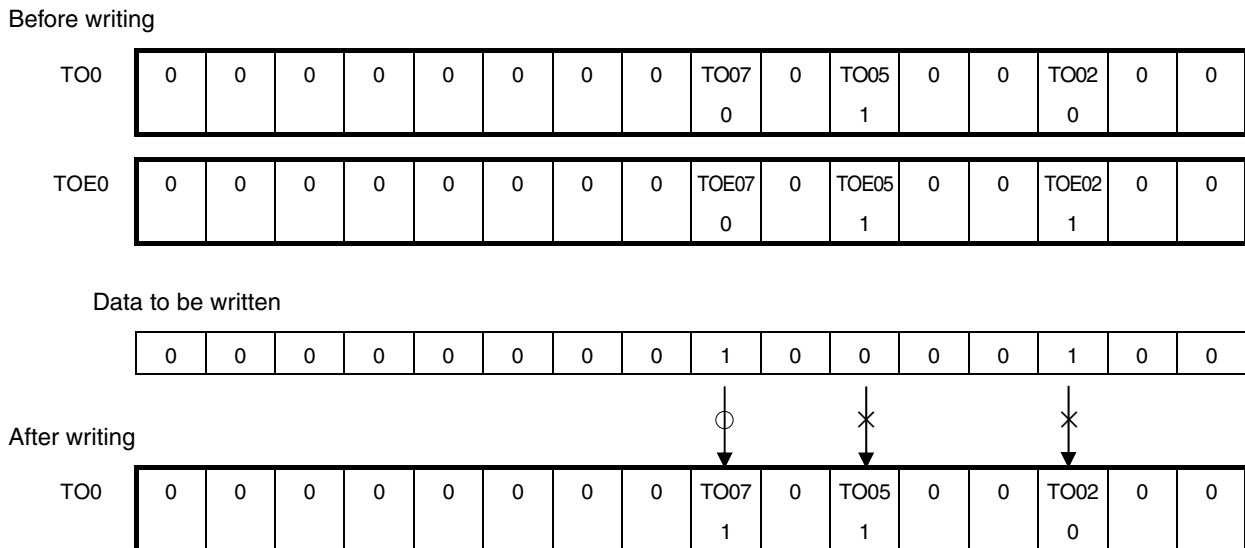 Before writing
TO0 0 0 0 0 0 0 0 0 TO07 0 TO05 0 0 TO02 0 0
0 1 0
TOE0 0 0 0 0 0 0 0 0 TOE07 0 TOE05 0 0 TOE02 0 0
0 1 1
Data to be written
0 0 0 0 0 0 0 0 1 0 0 0 0 1 0 0
After writing
TO0 0 0 0 0 0 0 0 0 TO07 0 TO05 0 0 TO02 0 0
1 1 0